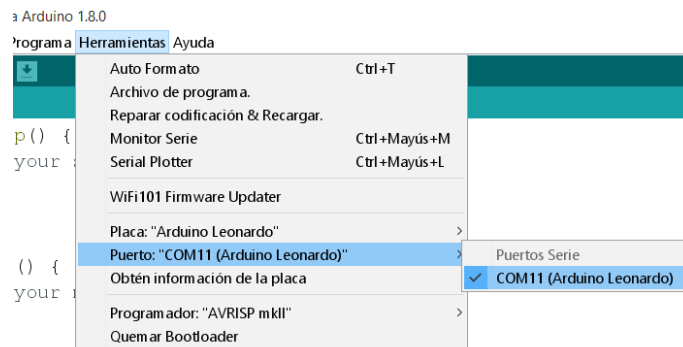 a Arduino 1.8.0
Programa Herramientas Ayuda
Auto Formato Ctrl+T
Archivo de programa.
Reparar codificación & Recargar.
Monitor Serie Ctrl+Mayús+M
Serial Plotter Ctrl+Mayús+L
WiFi101 Firmware Updater
Placa: "Arduino Leonardo"
Puerto: "COM11 (Arduino Leonardo)"
Obtén información de la placa
Programador: "AVRISP mkII"
Quemar Bootloader
Puertos Serie
COM11 (Arduino Leonardo)
p() {
your
() {
your